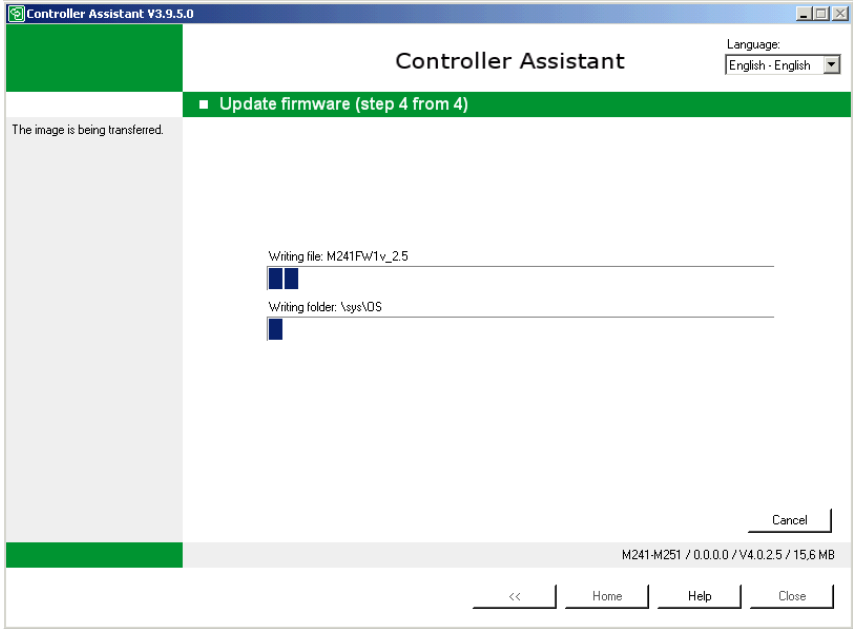 Controller Assistant V3.9.5.0
Controller Assistant
Language:
English - English
Update firmware (step 4 from 4)
The image is being transferred.
Writing file: M241FW1v_2.5
Writing folder: \sys\OS
Cancel
M241-M251 / 0.0.0.0 / V4.0.2.5 / 15,6 MB
<< Home Help Close